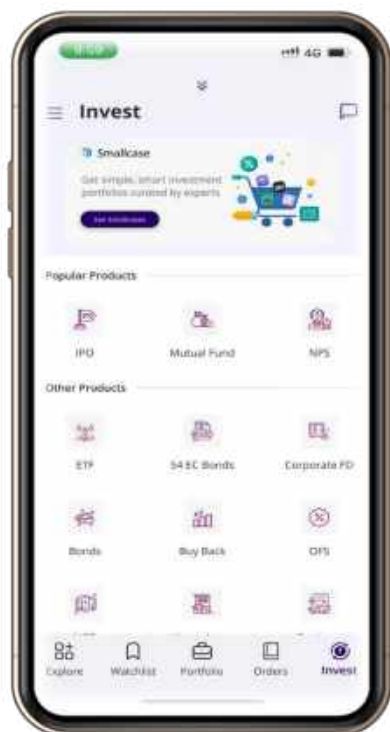 4G
Invest
Smallcase
Get simple, smart investment
portfolios curated by experts
Popular Products
IPO Mutual Fund NPS
Other Products
ETF 54 EC Bonds Corporate FD
Bonds Buy Back OFS
Explore Watchlist Portfolio Orders Invest